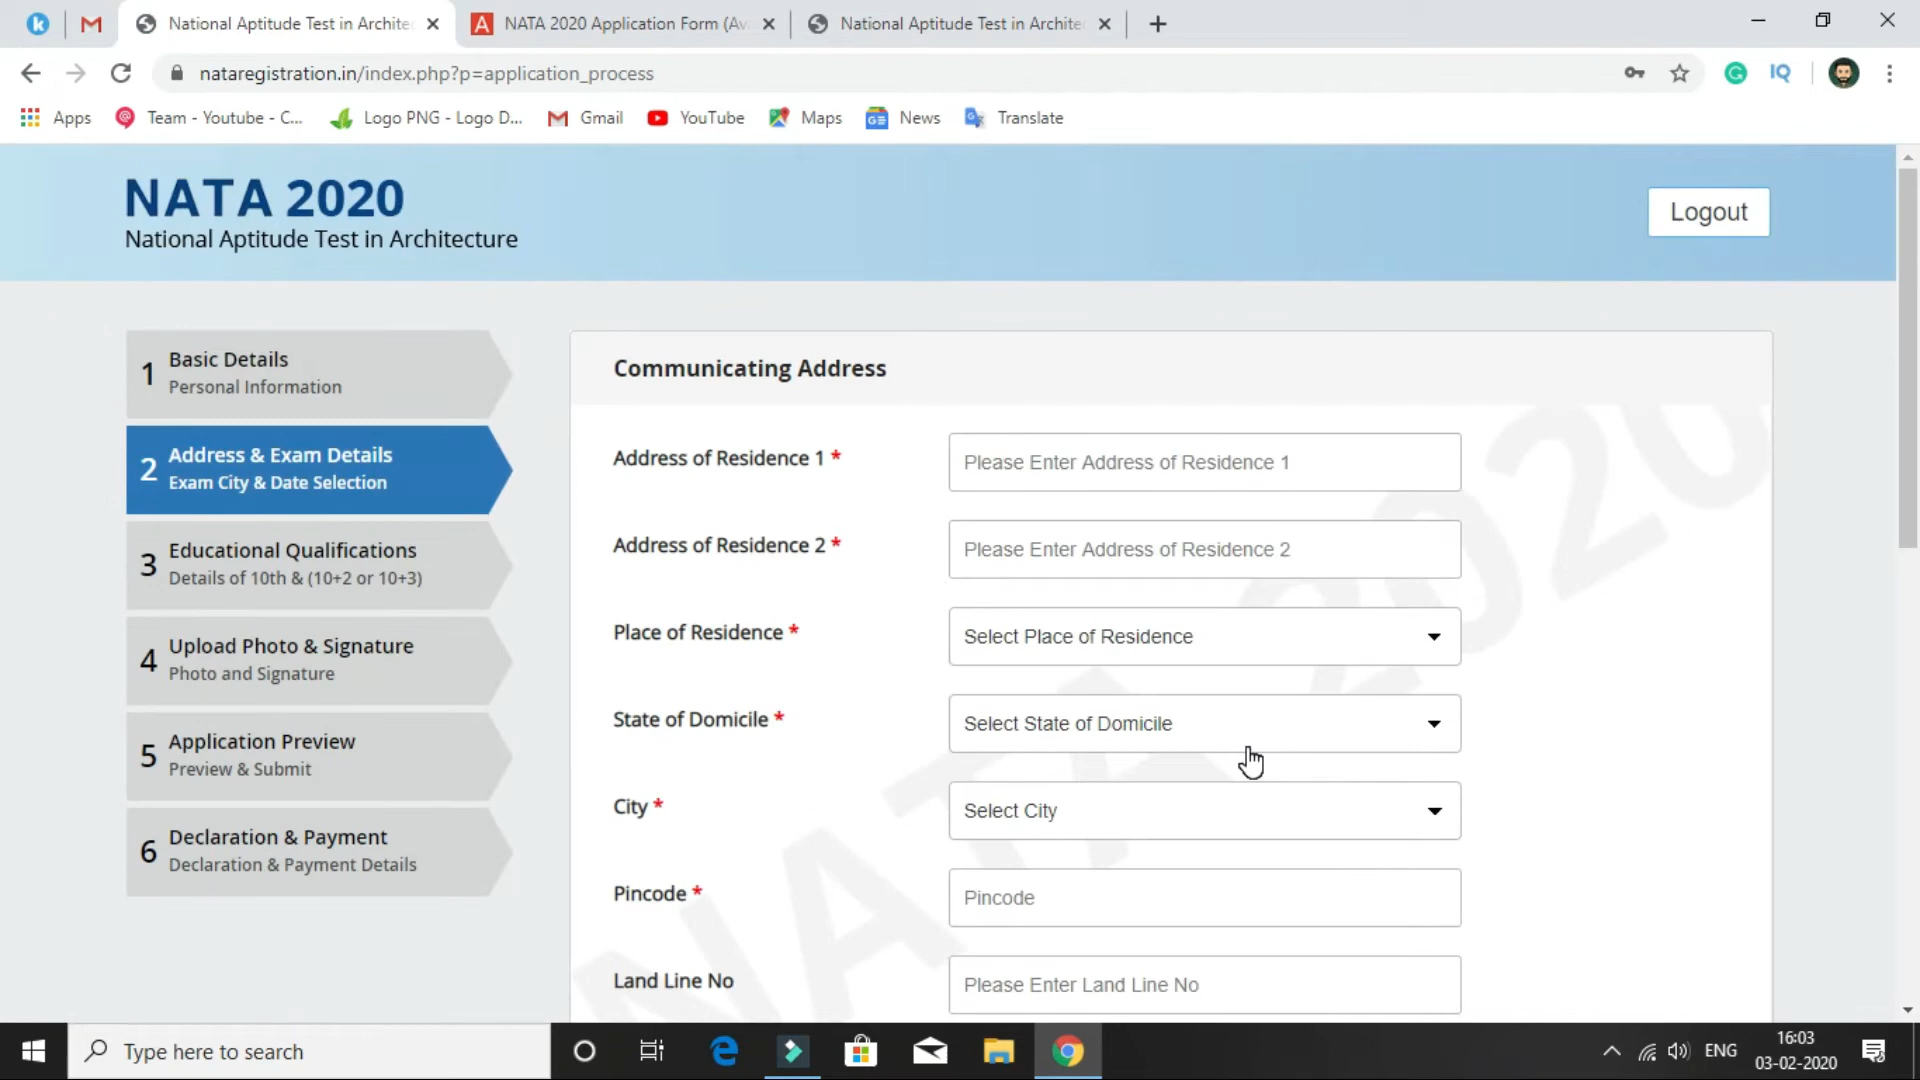 National Aptitude Test in Archite
NATA 2020 Application Form (Av
National Aptitude Test in Archite
nataregistration.in/index.php?p=application_process
Apps
Team - Youtube - C...
Logo PNG - Logo D...
Gmail
YouTube
Maps
News
Translate
NATA 2020
National Aptitude Test in Architecture
Logout
1
Basic Details
Personal Information
2
Address & Exam Details
Exam City & Date Selection
3
Educational Qualifications
Details of 10th & (10+2 or 10+3)
4
Upload Photo & Signature
Photo and Signature
5
Application Preview
Preview & Submit
6
Declaration & Payment
Declaration & Payment Details
Communicating Address
Address of Residence 1 *
Please Enter Address of Residence 1
Address of Residence 2 *
Please Enter Address of Residence 2
Place of Residence *
Select Place of Residence
State of Domicile *
Select State of Domicile
City *
Select City
Pincode *
Pincode
Land Line No
Please Enter Land Line No
NATA 2020
Type here to search
ENG
16:03
03-02-2020